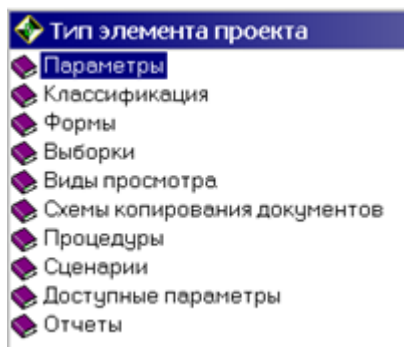 Тип элемента проекта
Параметры
Классификация
Формы
Выборки
Виды просмотра
Схемы копирования документов
Процедуры
Сценарии
Доступные параметры
Отчеты